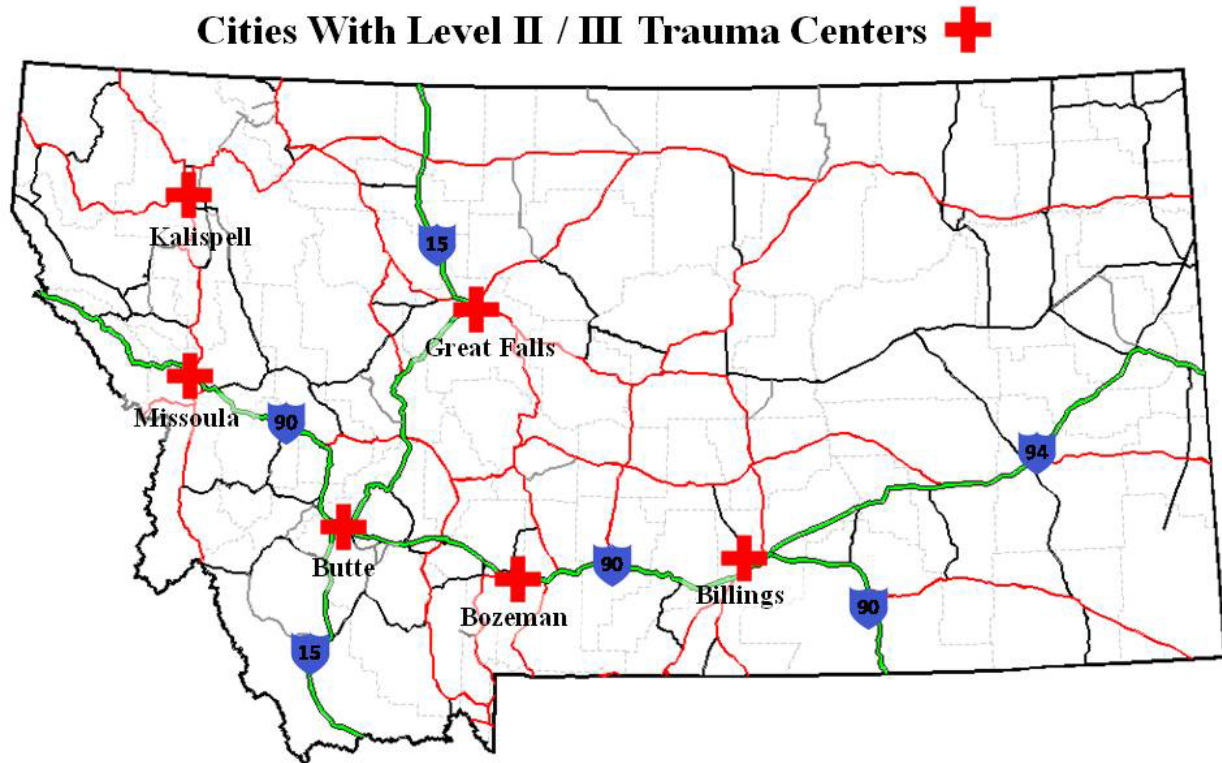 Cities With Level II / III Trauma Centers
Kalispell
15
Great Falls
Missoula
90
94
Butte
90
Billings
Bozeman
90
15